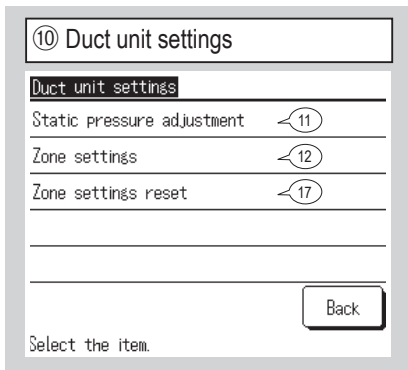 ⑩ Duct unit settings
Duct unit settings
Static pressure adjustment ⑪
Zone settings ⑫
Zone settings reset ⑰
Back
Select the item.